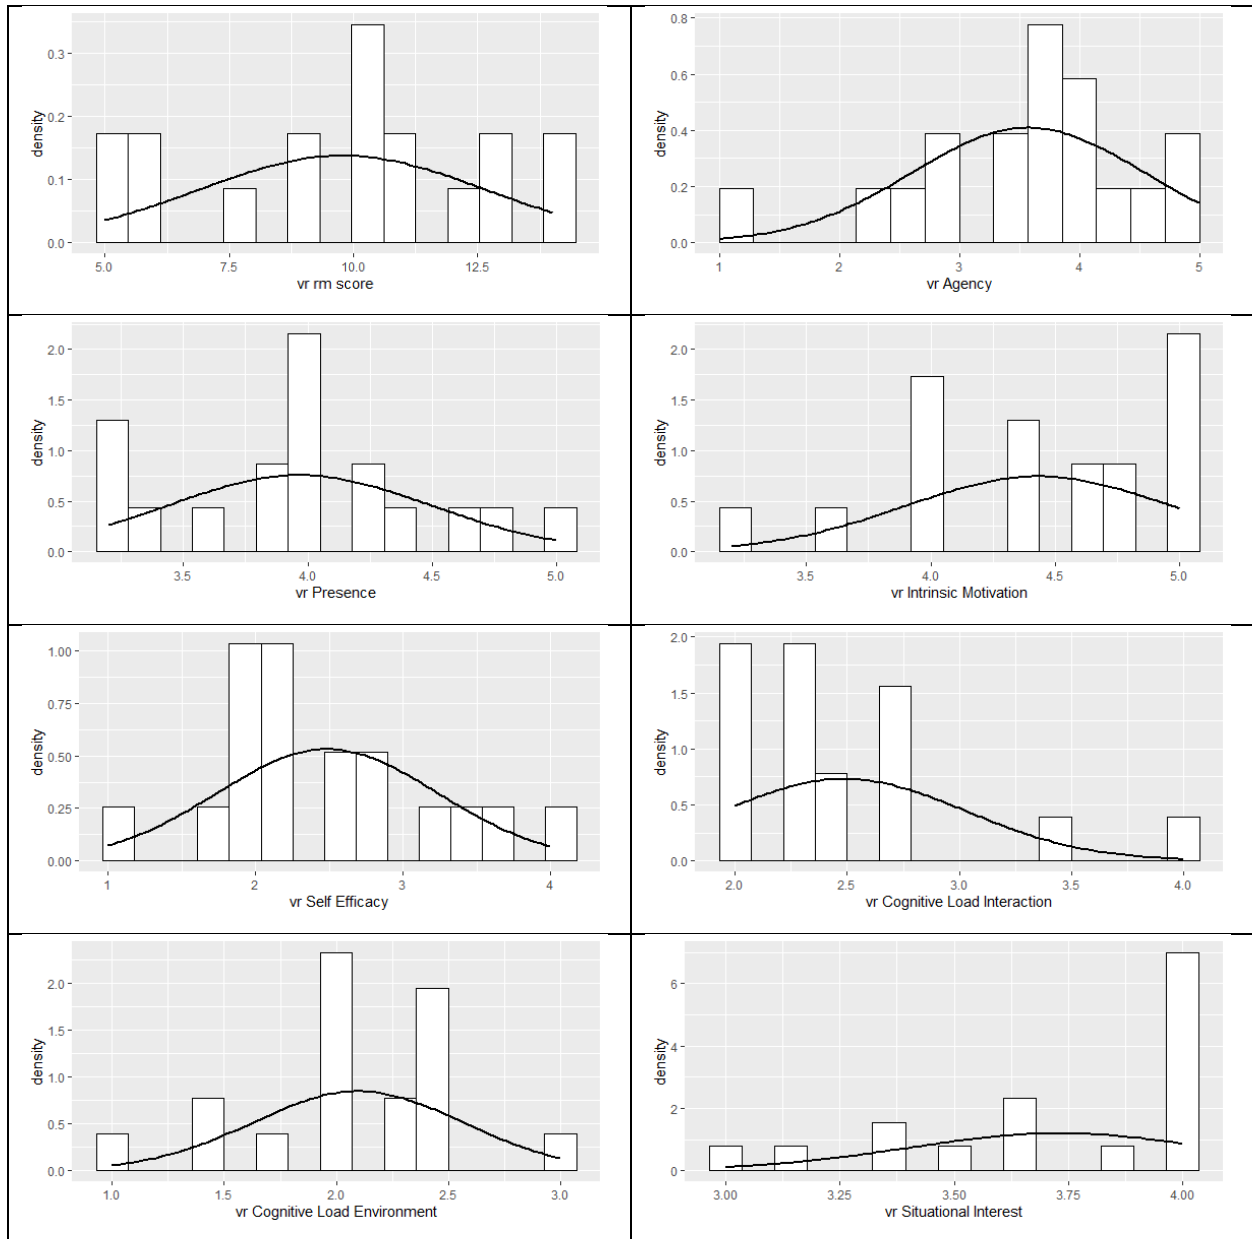 density
0.3
0.2
0.1
0.0
5.0 7.5 10.0 12.5
vr rm score
density
0.8
0.6
0.4
0.2
0.0
1 2 3 4 5
vr Agency
density
2.0
1.5
1.0
0.5
0.0
3.5 4.0 4.5 5.0
vr Presence
density
2.0
1.5
1.0
0.5
0.0
3.5 4.0 4.5 5.0
vr Intrinsic Motivation
density
1.00
0.75
0.50
0.25
0.00
1 2 3 4
vr Self Efficacy
density
2.0
1.5
1.0
0.5
0.0
2.0 2.5 3.0 3.5 4.0
vr Cognitive Load Interaction
density
2.0
1.5
1.0
0.5
0.0
1.0 1.5 2.0 2.5 3.0
vr Cognitive Load Environment
density
6
4
2
0
3.00 3.25 3.50 3.75 4.00
vr Situational Interest